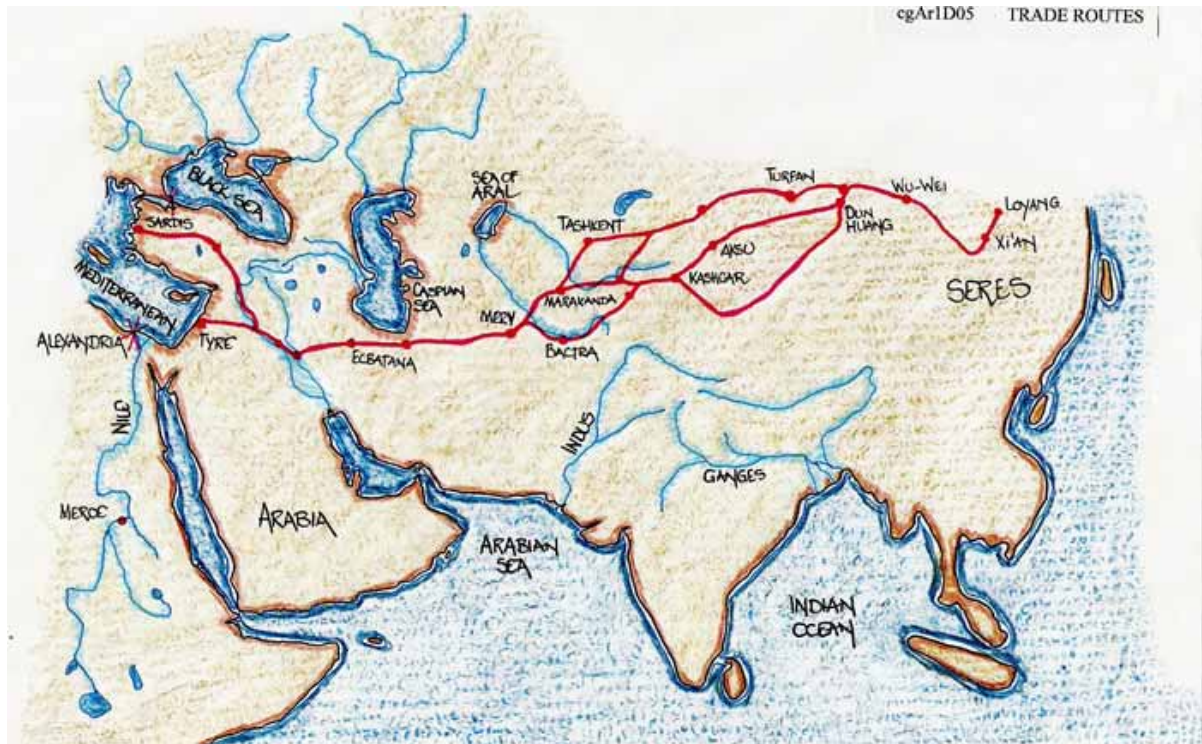 cgAr1D05 TRADE ROUTES
BLACK SEA
SARDIS
MEDITERRANEAN
ALEXANDRIA
TYRE
NILE
MEROE
ARABIA
CASPIAN
SEA
SEA OF
ARAL
ECBATANA
MERV
BACTRA
MARAKANDA
TASHKENT
TURFAN
AKSU
KASHGAR
DUN
HUANG
WU-WEI
LOYANG
XI'AN
SERES
INDUS
GANGES
ARABIAN
SEA
INDIAN
OCEAN